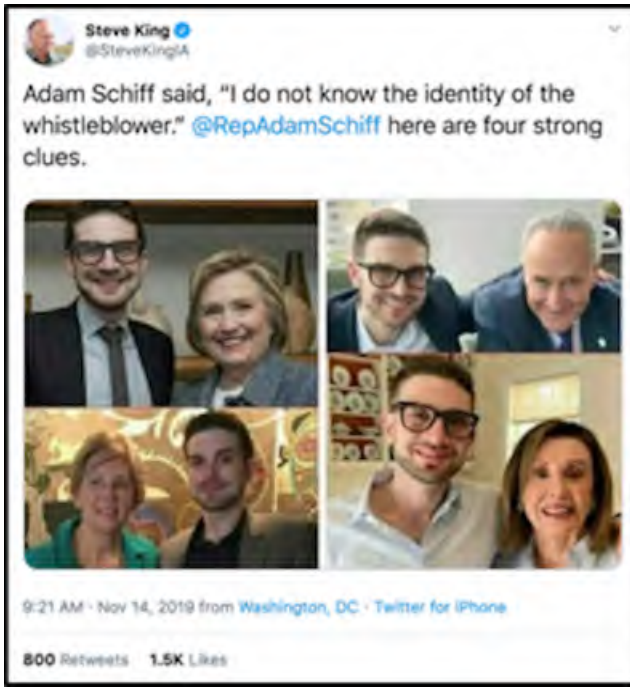 Steve King
@SteveKingIA
Adam Schiff said, “I do not know the identity of the
whistleblower.” @RepAdamSchiff here are four strong
clues.
9:21 AM · Nov 14, 2019 from Washington, DC · Twitter for iPhone
800 Retweets 1.5K Likes